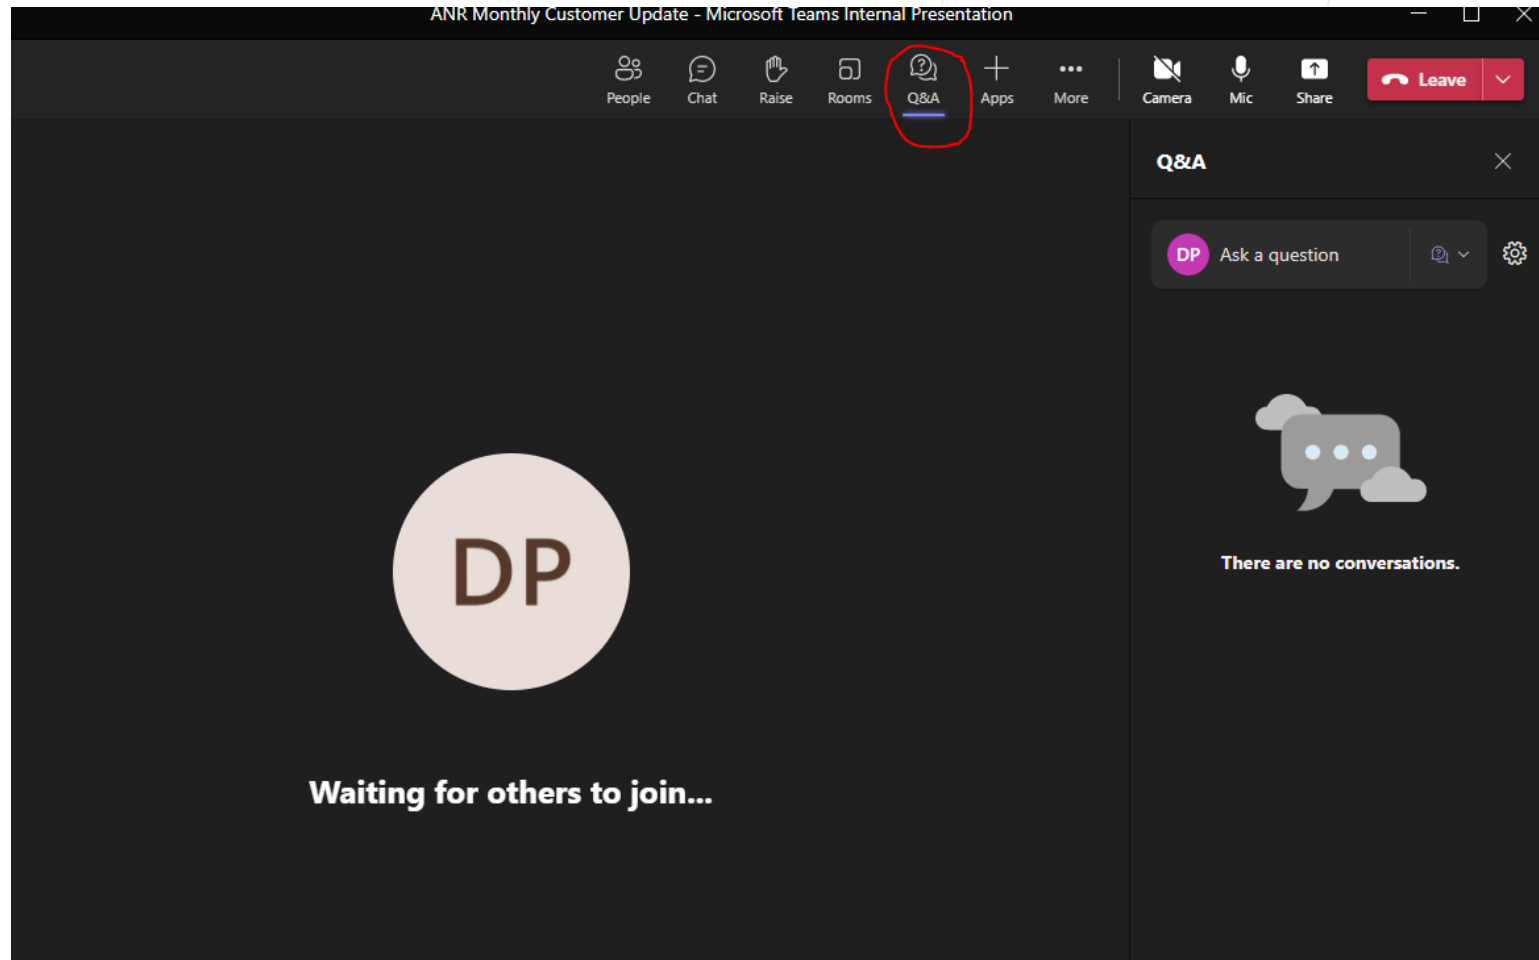 ANR Monthly Customer Update - Microsoft Teams Internal Presentation
People Chat Raise Rooms Q&A Apps More Camera Mic Share Leave
Q&A
DP Ask a question
There are no conversations.
DP
Waiting for others to join...